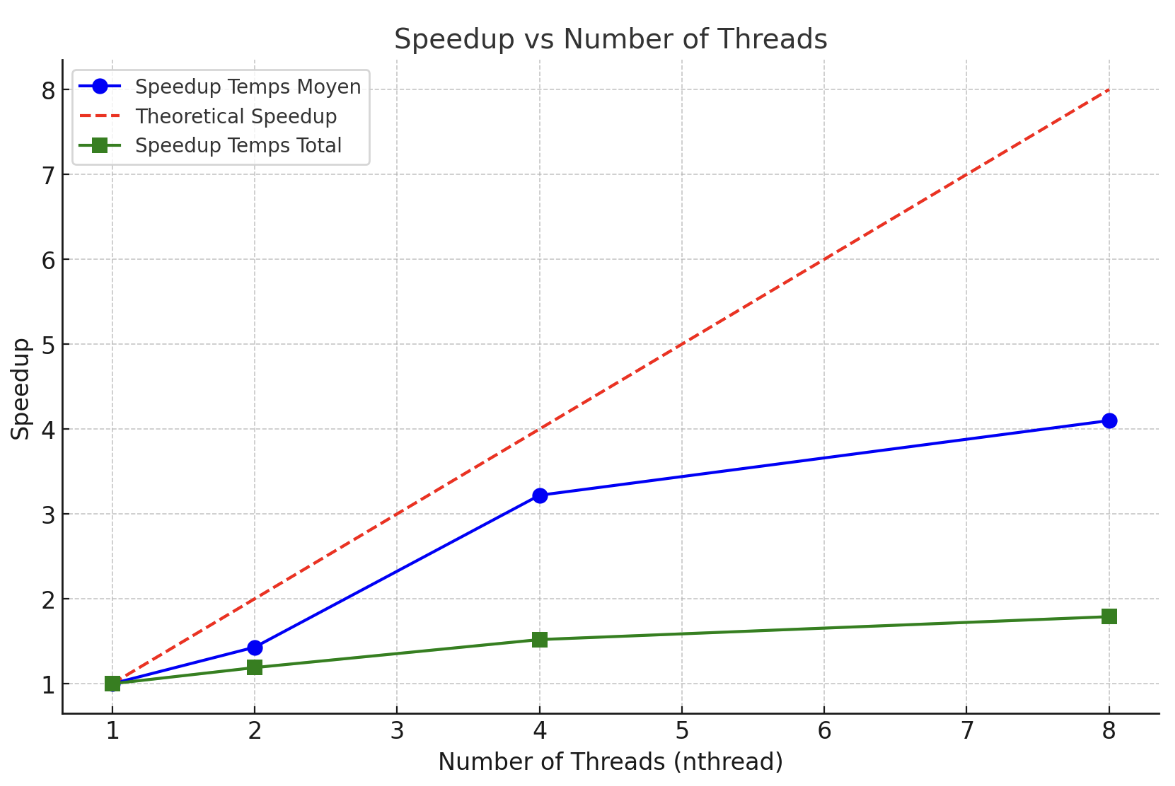 Speedup vs Number of Threads
Speedup Temps Moyen
Theoretical Speedup
Speedup Temps Total
Speedup
8
7
6
5
4
3
2
1
1 2 3 4 5 6 7 8
Number of Threads (nthread)